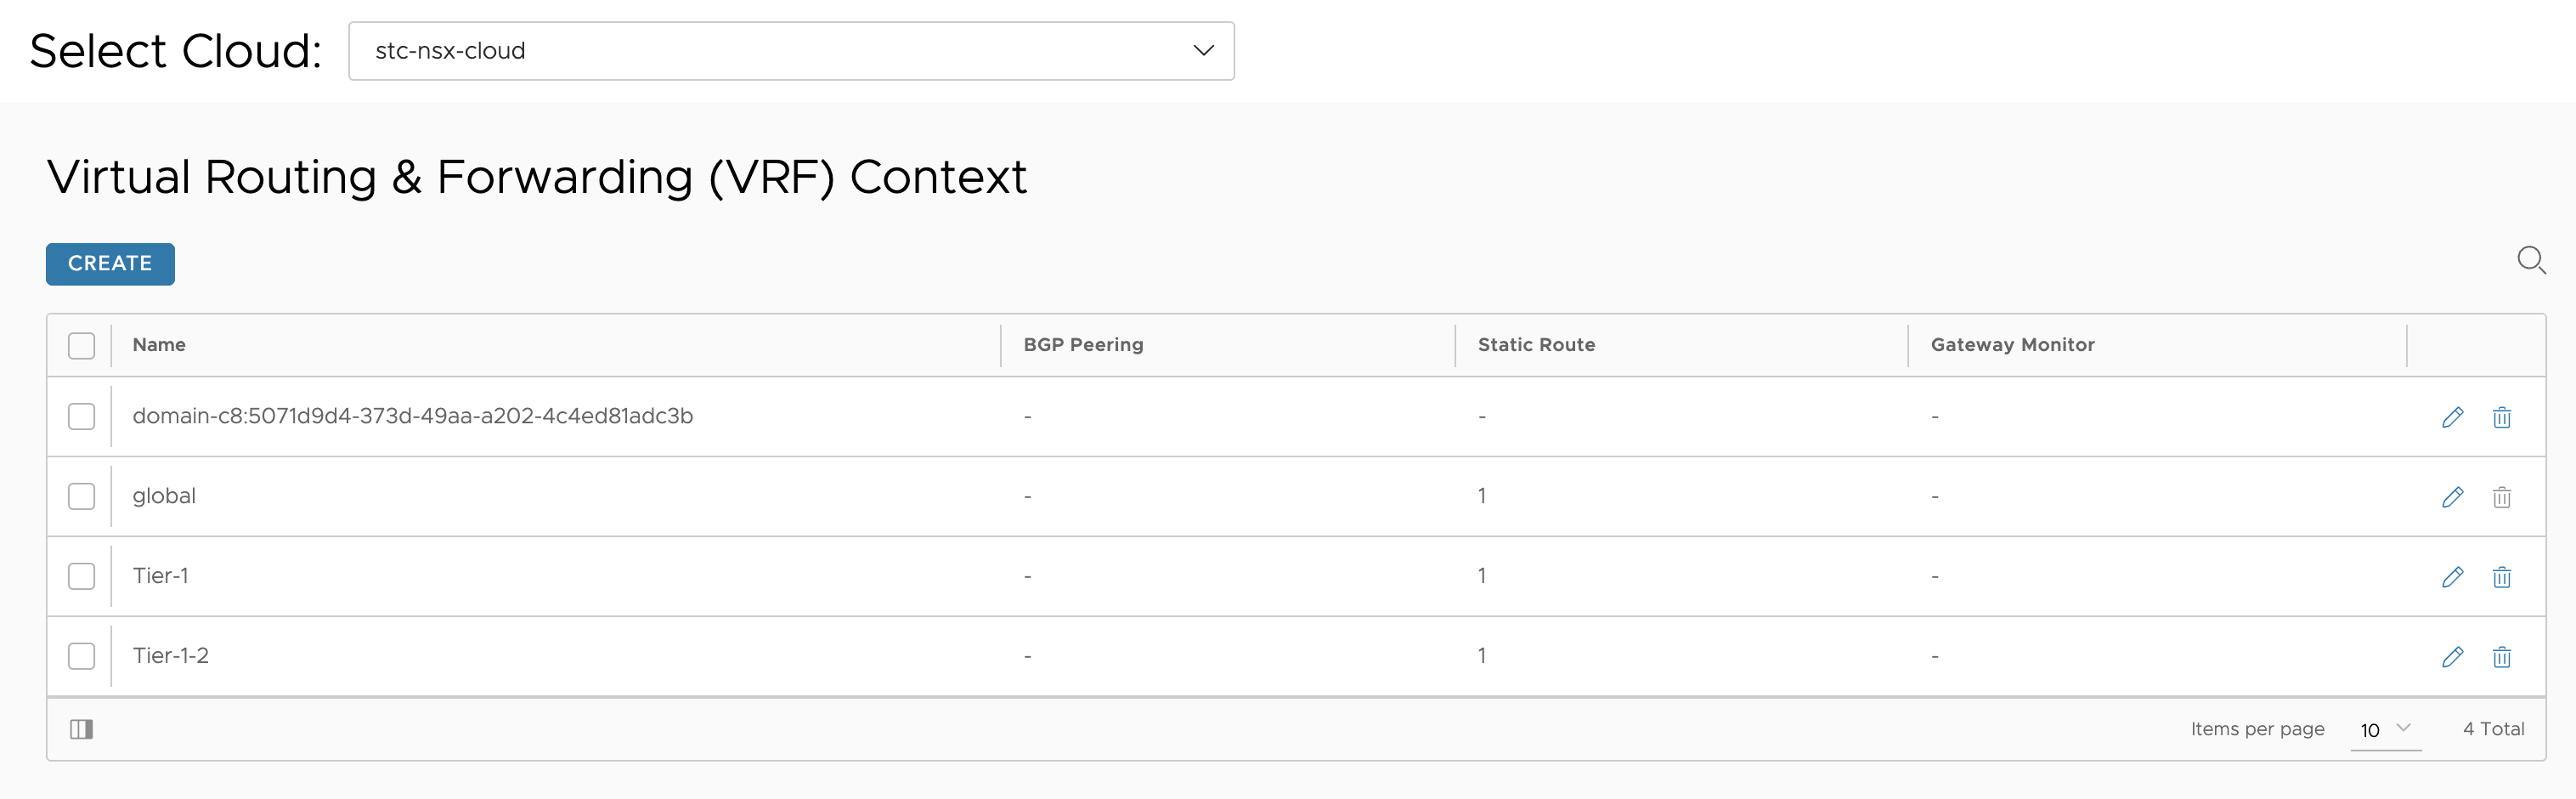 Select Cloud: stc-nsx-cloud
Virtual Routing & Forwarding (VRF) Context
CREATE
Name BGP Peering Static Route Gateway Monitor
domain-c8:5071d9d4-373d-49aa-a202-4c4ed81adc3b - - -
global - 1 -
Tier-1 - 1 -
Tier-1-2 - 1 -
Items per page 10 4 Total